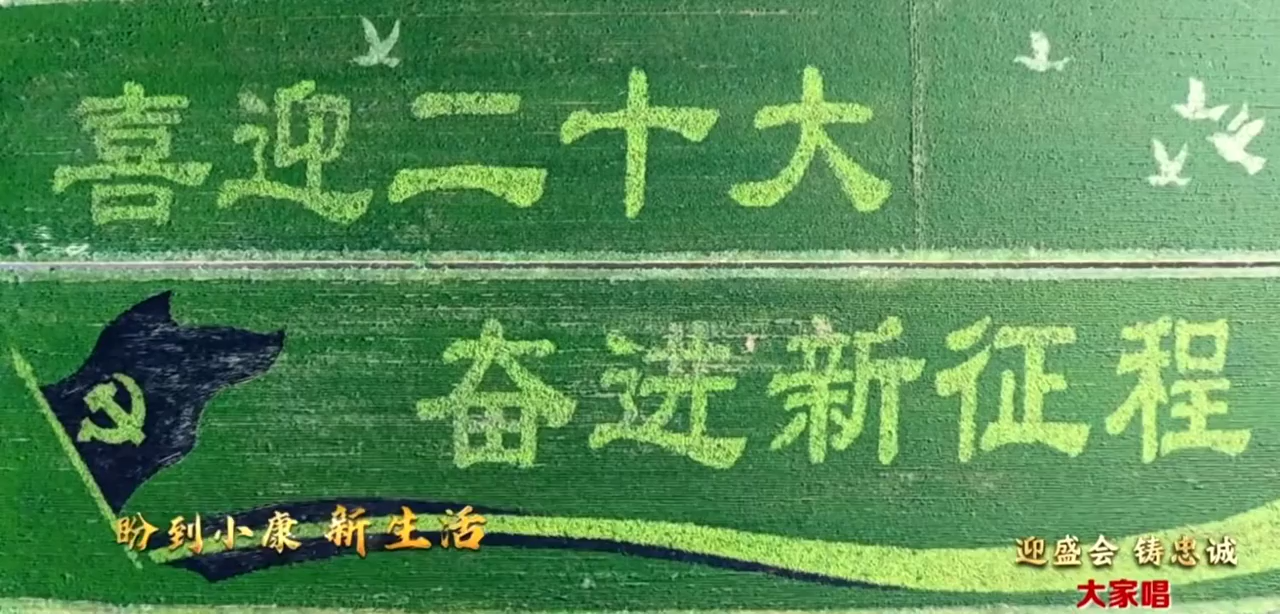 喜迎二十大
奋进新征程
盼到小康 新生活
迎盛会 铸忠诚
大家唱